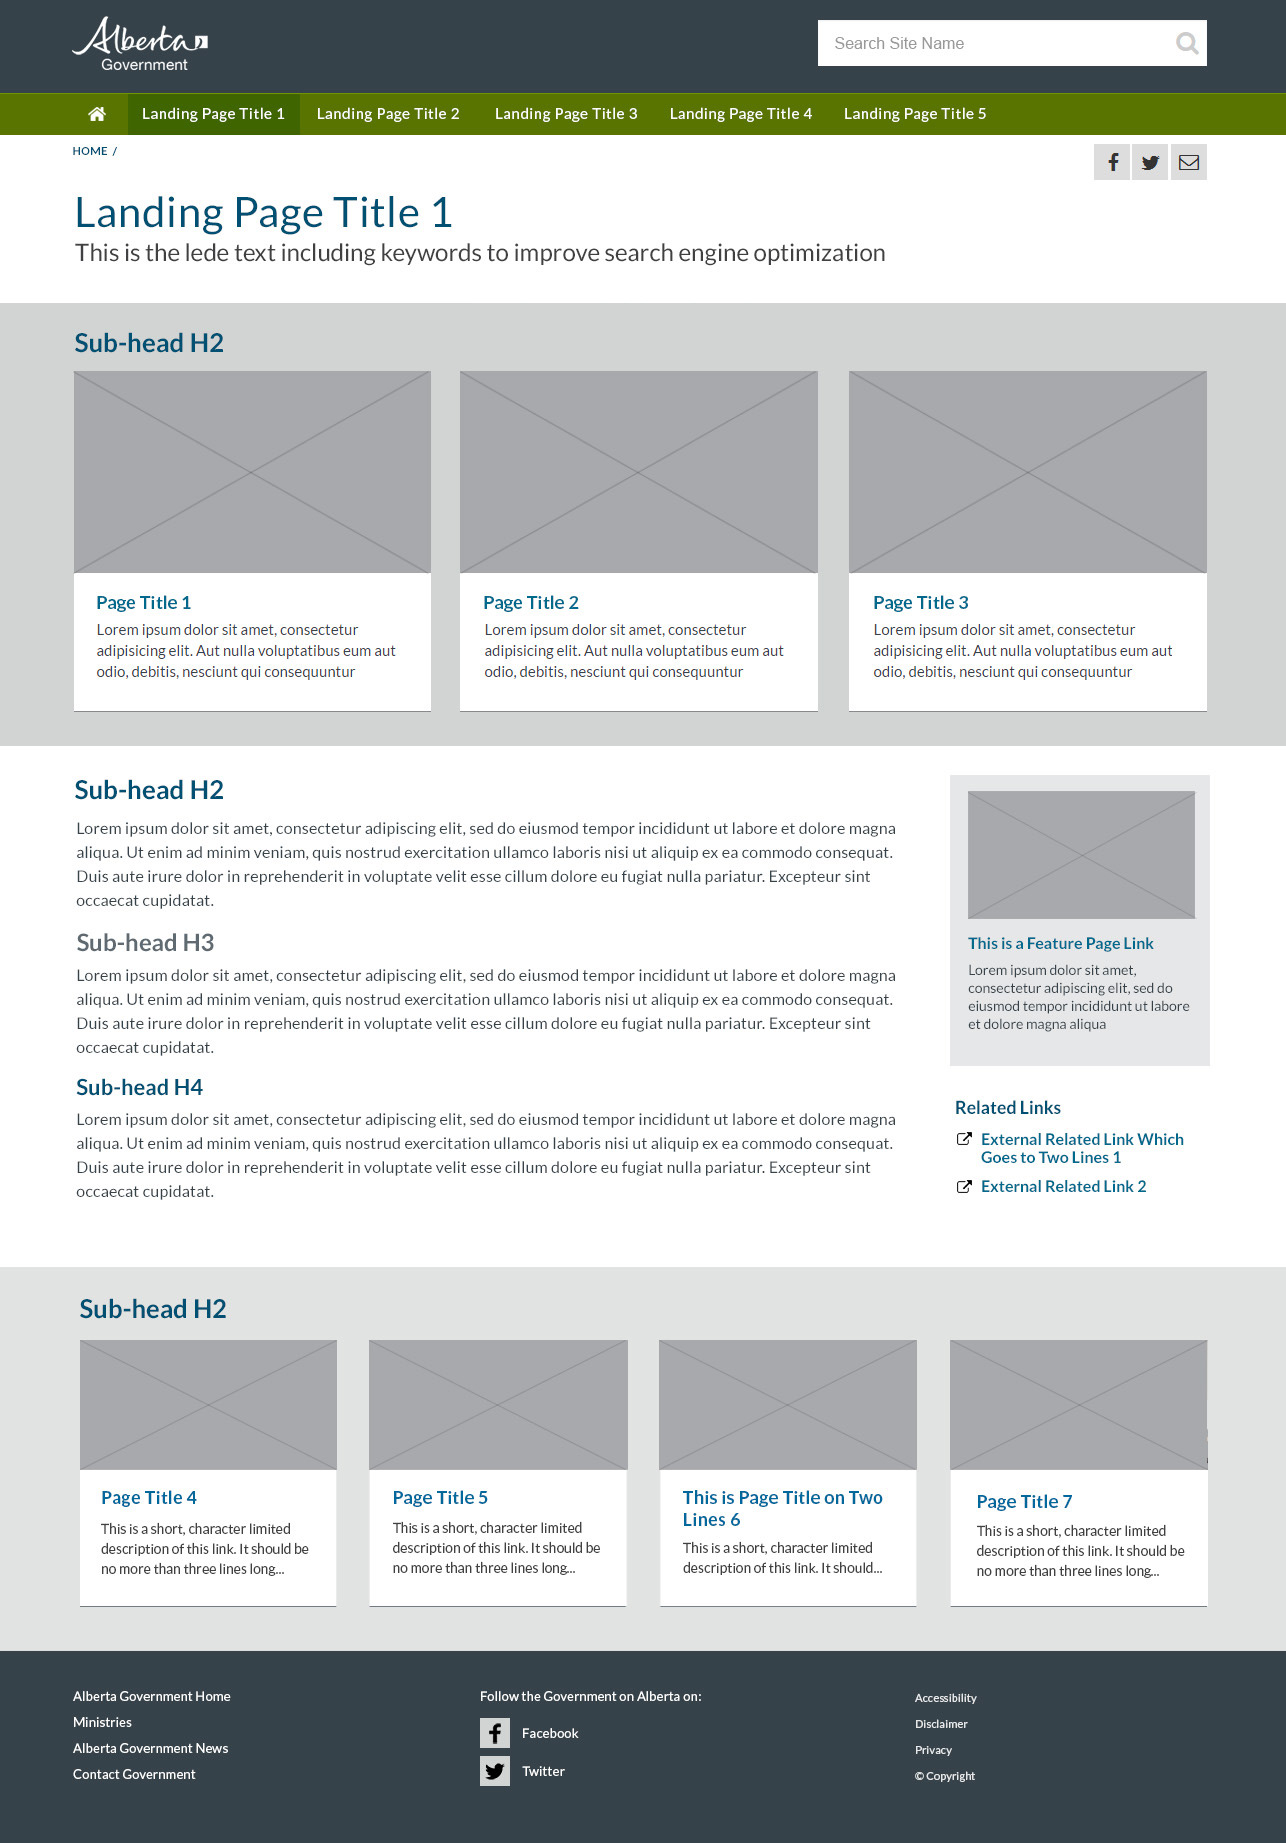 Alberta
Government
Search Site Name
Landing Page Title 1
Landing Page Title 2
Landing Page Title 3
Landing Page Title 4
Landing Page Title 5
HOME /
Landing Page Title 1
This is the lede text including keywords to improve search engine optimization
Sub-head H2
Page Title 1
Lorem ipsum dolor sit amet, consectetur
adipisicing elit. Aut nulla voluptatibus eum aut
odio, debitis, nesciunt qui consequuntur
Page Title 2
Lorem ipsum dolor sit amet, consectetur
adipisicing elit. Aut nulla voluptatibus eum aut
odio, debitis, nesciunt qui consequuntur
Page Title 3
Lorem ipsum dolor sit amet, consectetur
adipisicing elit. Aut nulla voluptatibus eum aut
odio, debitis, nesciunt qui consequuntur
Sub-head H2
Lorem ipsum dolor sit amet, consectetur adipiscing elit, sed do eiusmod tempor incididunt ut labore et dolore magna
aliqua. Ut enim ad minim veniam, quis nostrud exercitation ullamco laboris nisi ut aliquip ex ea commodo consequat.
Duis aute irure dolor in reprehenderit in voluptate velit esse cillum dolore eu fugiat nulla pariatur. Excepteur sint
occaecat cupidatat.
Sub-head H3
Lorem ipsum dolor sit amet, consectetur adipiscing elit, sed do eiusmod tempor incididunt ut labore et dolore magna
aliqua. Ut enim ad minim veniam, quis nostrud exercitation ullamco laboris nisi ut aliquip ex ea commodo consequat.
Duis aute irure dolor in reprehenderit in voluptate velit esse cillum dolore eu fugiat nulla pariatur. Excepteur sint
occaecat cupidatat.
Sub-head H4
Lorem ipsum dolor sit amet, consectetur adipiscing elit, sed do eiusmod tempor incididunt ut labore et dolore magna
aliqua. Ut enim ad minim veniam, quis nostrud exercitation ullamco laboris nisi ut aliquip ex ea commodo consequat.
Duis aute irure dolor in reprehenderit in voluptate velit esse cillum dolore eu fugiat nulla pariatur. Excepteur sint
occaecat cupidatat.
This is a Feature Page Link
Lorem ipsum dolor sit amet,
consectetur adipiscing elit, sed do
eiusmod tempor incididunt ut labore
et dolore magna aliqua
Related Links
External Related Link Which
Goes to Two Lines 1
External Related Link 2
Sub-head H2
Page Title 4
This is a short, character limited
description of this link. It should be
no more than three lines long...
Page Title 5
This is a short, character limited
description of this link. It should be
no more than three lines long...
This is Page Title on Two
Lines 6
This is a short, character limited
description of this link. It should...
Page Title 7
This is a short, character limited
description of this link. It should be
no more than three lines long...
Alberta Government Home
Ministries
Alberta Government News
Contact Government
Follow the Government on Alberta on:
Facebook
Twitter
Accessibility
Disclaimer
Privacy
© Copyright